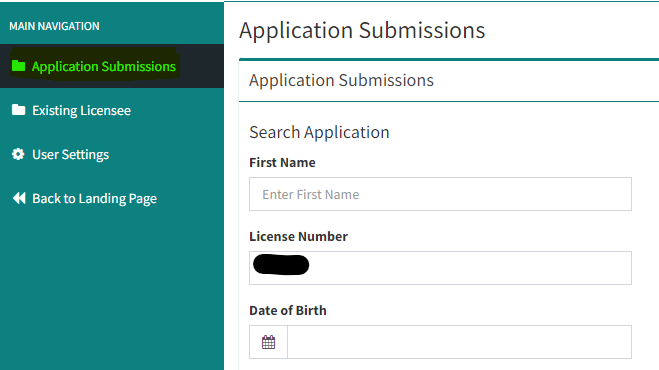 MAIN NAVIGATION
Application Submissions
Existing Licensee
User Settings
Back to Landing Page
Application Submissions
Application Submissions
Search Application
First Name
Enter First Name
License Number
Date of Birth